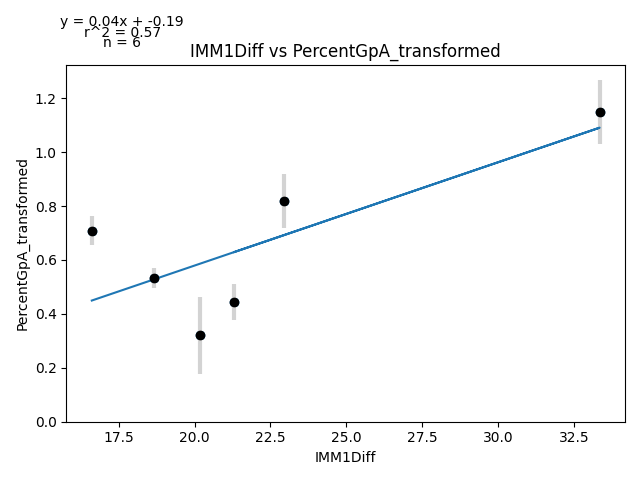 y = 0.04x + -0.19
r^2 = 0.57
n = 6
IMM1Diff vs PercentGpA_transformed
PercentGpA_transformed
1.2
1.0
0.8
0.6
0.4
0.2
0.0
17.5 20.0 22.5 25.0 27.5 30.0 32.5
IMM1Diff